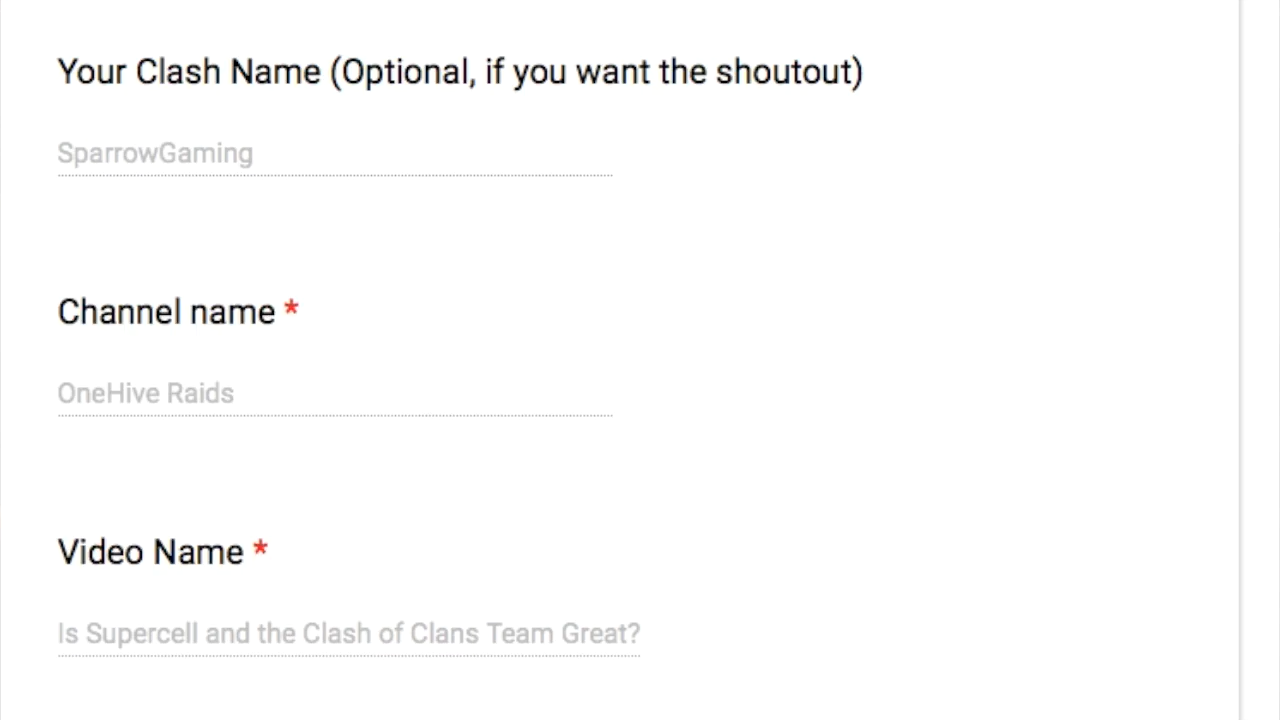 Your Clash Name (Optional, if you want the shoutout)
SparrowGaming
Channel name *
OneHive Raids
Video Name *
Is Supercell and the Clash of Clans Team Great?